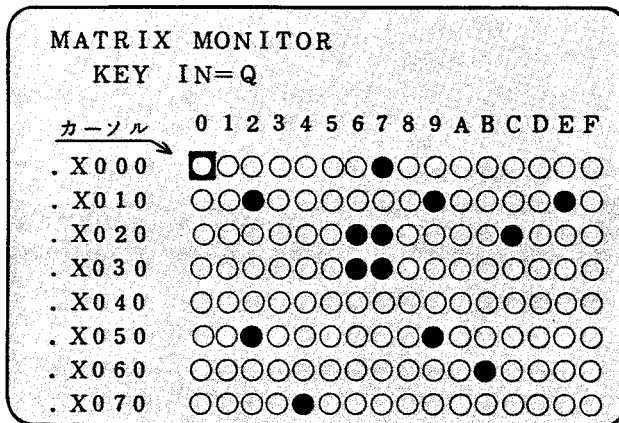 MATRIX MONITOR
KEY IN=Q
カーソル 0 1 2 3 4 5 6 7 8 9 A B C D E F
. X000 ○○○○○○○●○○○○○○○○
. X010 ○○●○○○○○○●○○○○●○
. X020 ○○○○○○●●○○○○●○○○
. X030 ○○○○○○●●○○○○○○○○
. X040 ○○○○○○○○○○○○○○○○
. X050 ○○●○○○○○○●○○○○○○
. X060 ○○○○○○○○○○○●○○○○
. X070 ○○○○●○○○○○○○○○○○